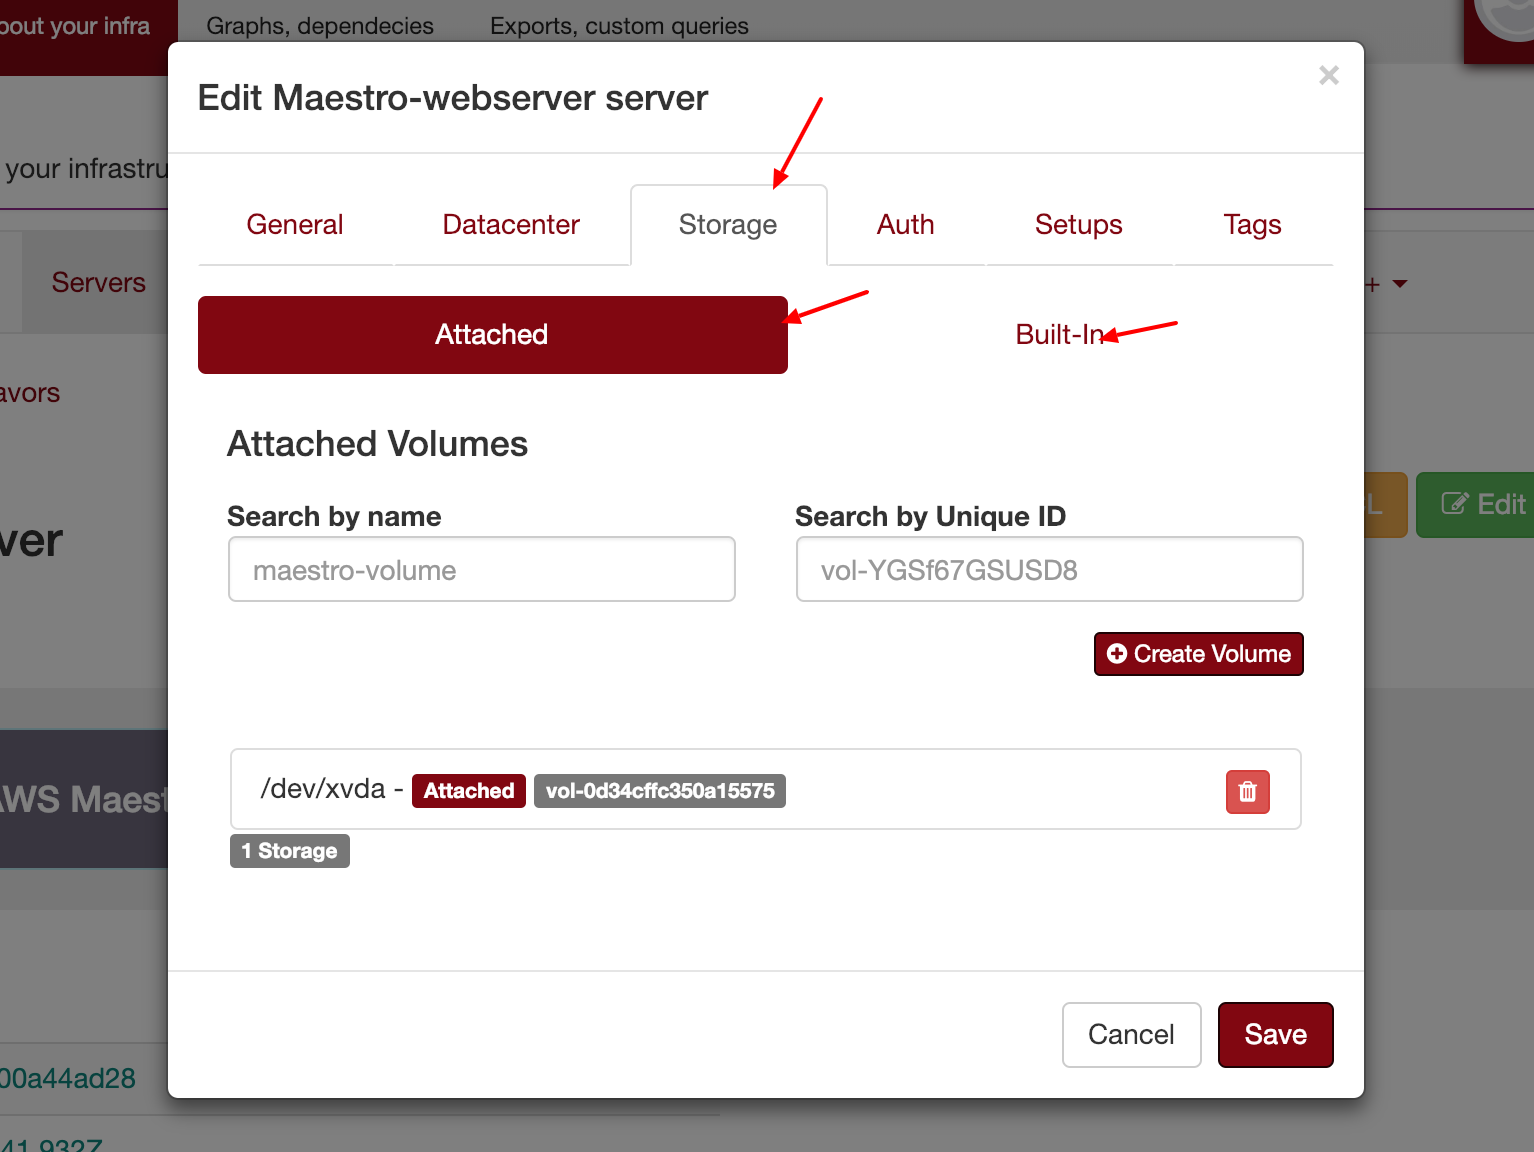 bout your infra Graphs, dependecies Exports, custom queries
Edit Maestro-webserver server ×
your infrastru
General Datacenter Storage Auth Setups Tags
Servers +
Attached Built-In
avors
Attached Volumes
Search by name Search by Unique ID
L Edit
ver
maestro-volume vol-YGSf67GSUSD8
Create Volume
/dev/xvda - Attached vol-0d34cffc350a15575
AWS Maest
1 Storage
Cancel Save
00a44ad28
41.932Z